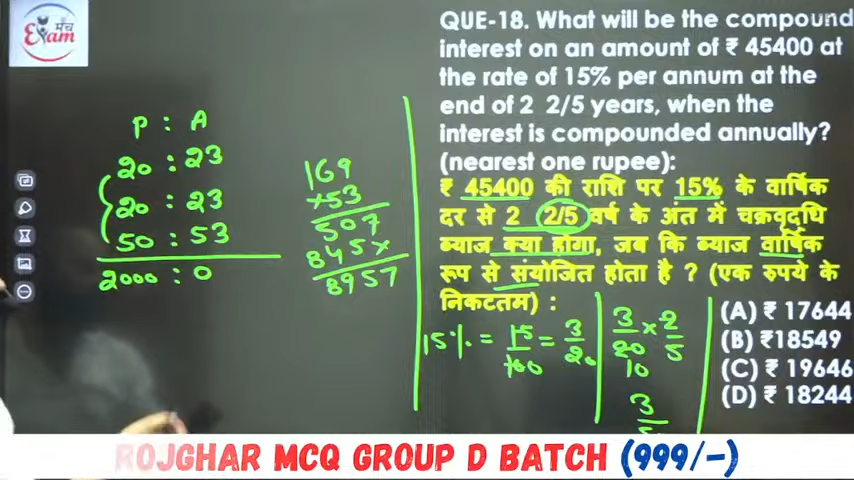 Exam मंच
QUE-18. What will be the compound
interest on an amount of ₹ 45400 at
the rate of 15% per annum at the
end of 2 2/5 years, when the
interest is compounded annually?
(nearest one rupee):
₹ 45400 की राशि पर 15% के वार्षिक
दर से 2 2/5 वर्ष के अंत में चक्रवृद्धि
ब्याज क्या होगा, जब कि ब्याज वार्षिक
रूप से संयोजित होता है ? (एक रुपये के
निकटतम) :
(A) ₹ 17644
(B) ₹18549
(C) ₹ 19646
(D) ₹ 18244
P : A
20 : 23
20 : 23
50 : 53
2000 : 0
169
×53
507
845×
8957
15% = 15/100 = 3/20
3/20 × 2/5
10
3
ROJGHAR MCQ GROUP D BATCH (999/-)